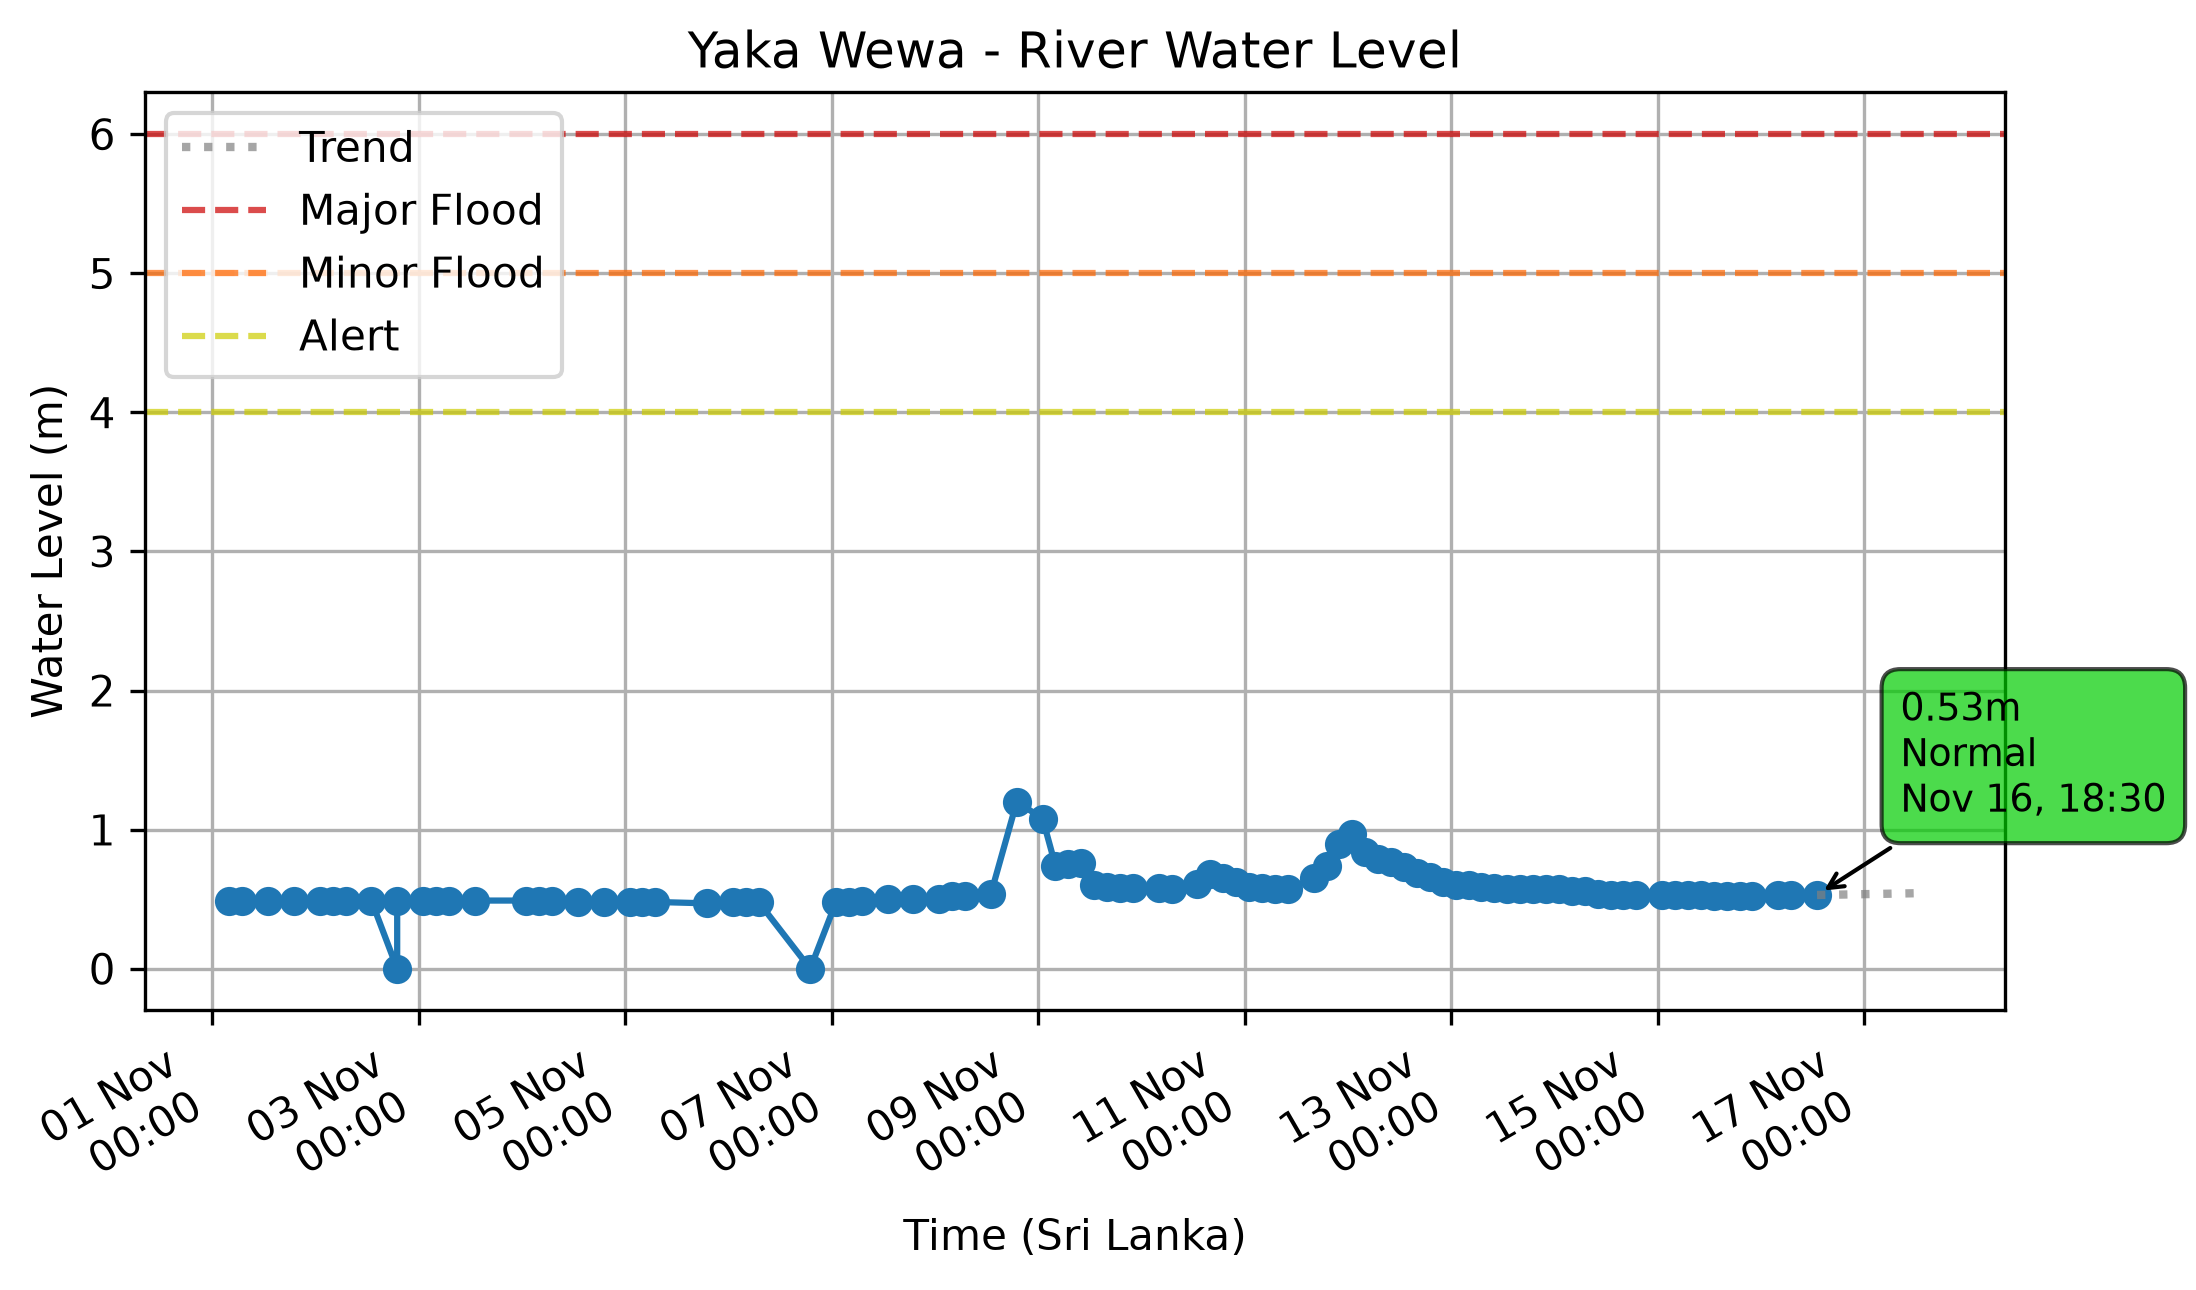 Yaka Wewa - River Water Level
Trend
Major Flood
Minor Flood
Alert
Water Level (m)
6
5
4
3
2
1
0
0.53m
Normal
Nov 16, 18:30
01 Nov
00:00
03 Nov
00:00
05 Nov
00:00
07 Nov
00:00
09 Nov
00:00
11 Nov
00:00
13 Nov
00:00
15 Nov
00:00
17 Nov
00:00
Time (Sri Lanka)